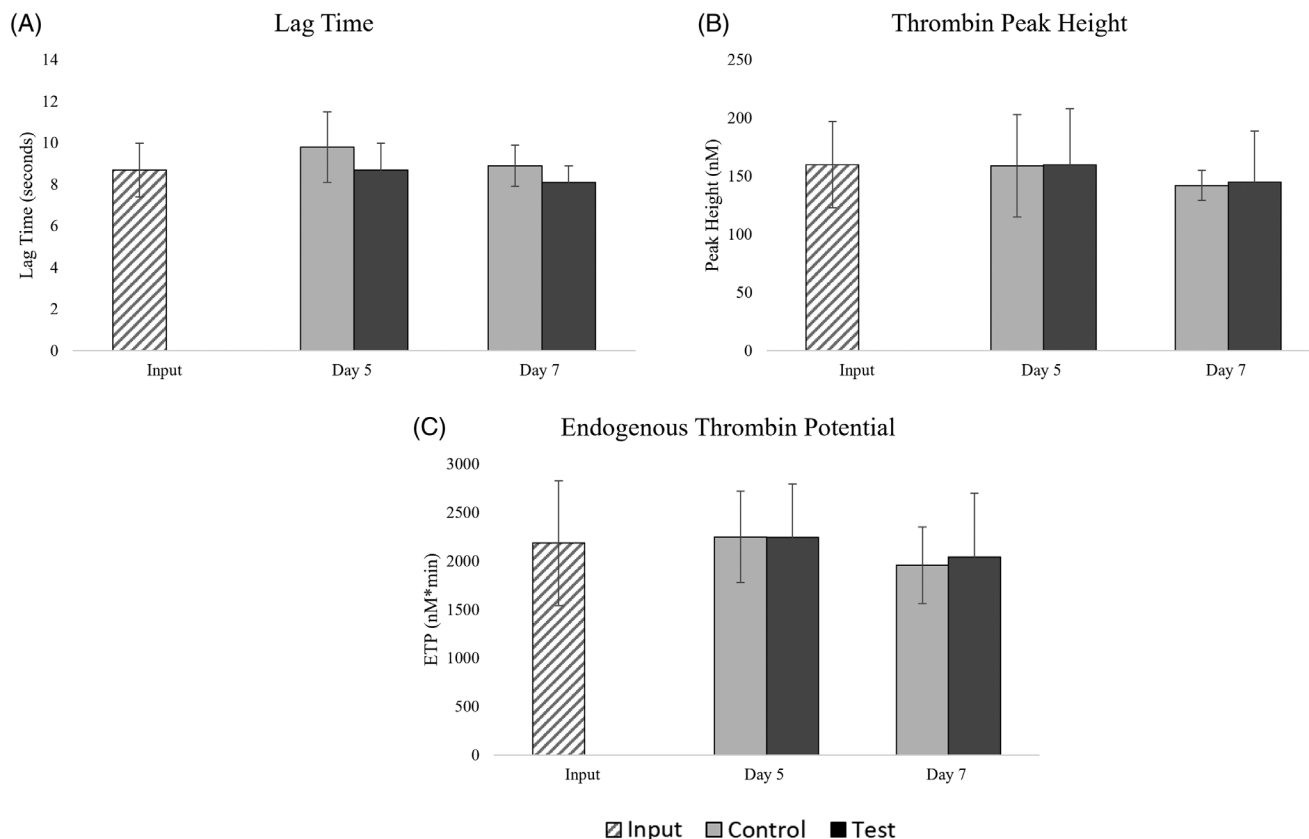 (A)
Lag Time
14
12
10
8
6
4
2
0
Lag Time (seconds)
Input
Day 5
Day 7
(B)
Thrombin Peak Height
250
200
150
100
50
0
Peak Height (nM)
Input
Day 5
Day 7
(C)
Endogenous Thrombin Potential
3000
2500
2000
1500
1000
500
0
ETP (nM*min)
Input
Day 5
Day 7
Input
Control
Test